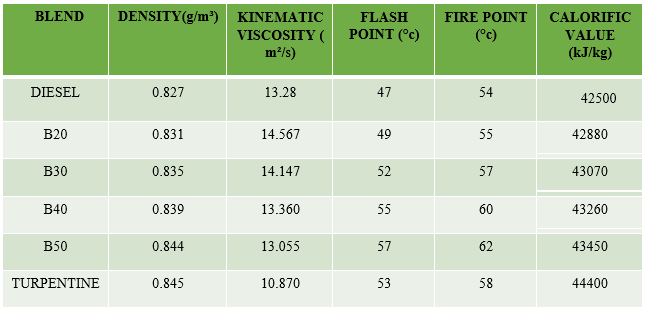 BLEND DENSITY(g/m³) KINEMATIC VISCOSITY ( m²/s) FLASH POINT (°c) FIRE POINT (°c) CALORIFIC VALUE (kJ/kg)
DIESEL 0.827 13.28 47 54 42500
B20 0.831 14.567 49 55 42880
B30 0.835 14.147 52 57 43070
B40 0.839 13.360 55 60 43260
B50 0.844 13.055 57 62 43450
TURPENTINE 0.845 10.870 53 58 44400